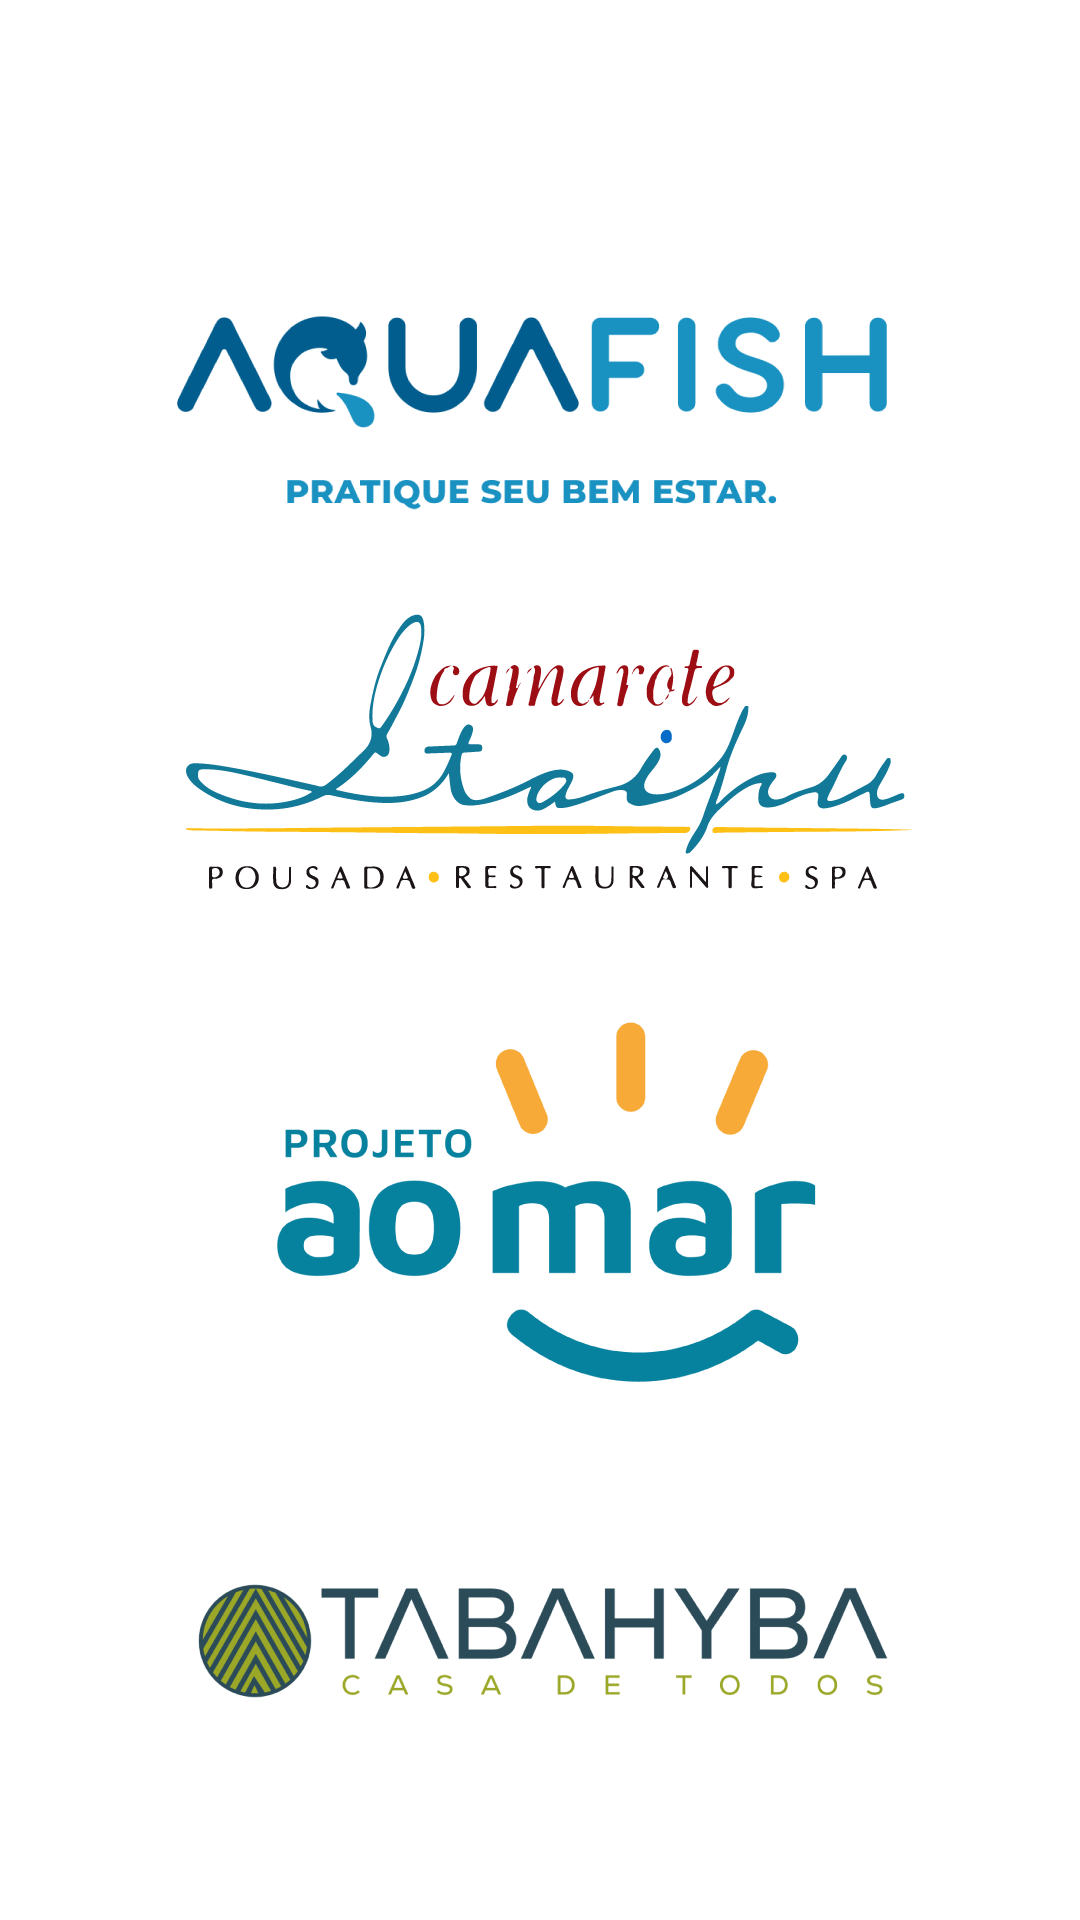 AQUAFISH
PRATIQUE SEU BEM ESTAR.
camarote
Itaipu
POUSADA • RESTAURANTE • SPA
PROJETO
ao mar
TABAHYBA
CASA DE TODOS